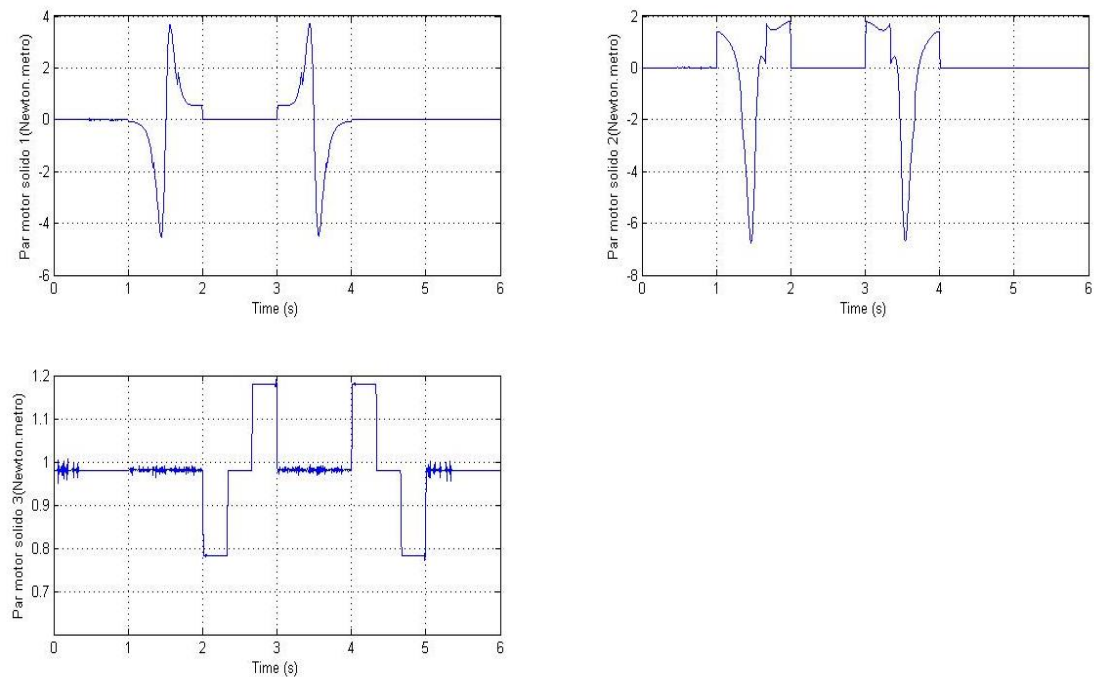 Par motor solido 1(Newton.metro)
4
2
0
-2
-4
-6
0 1 2 3 4 5 6
Time (s)
Par motor solido 2(Newton.metro)
2
0
-2
-4
-6
-8
0 1 2 3 4 5 6
Time (s)
Par motor solido 3(Newton.metro)
1.2
1.1
1
0.9
0.8
0.7
0 1 2 3 4 5 6
Time (s)